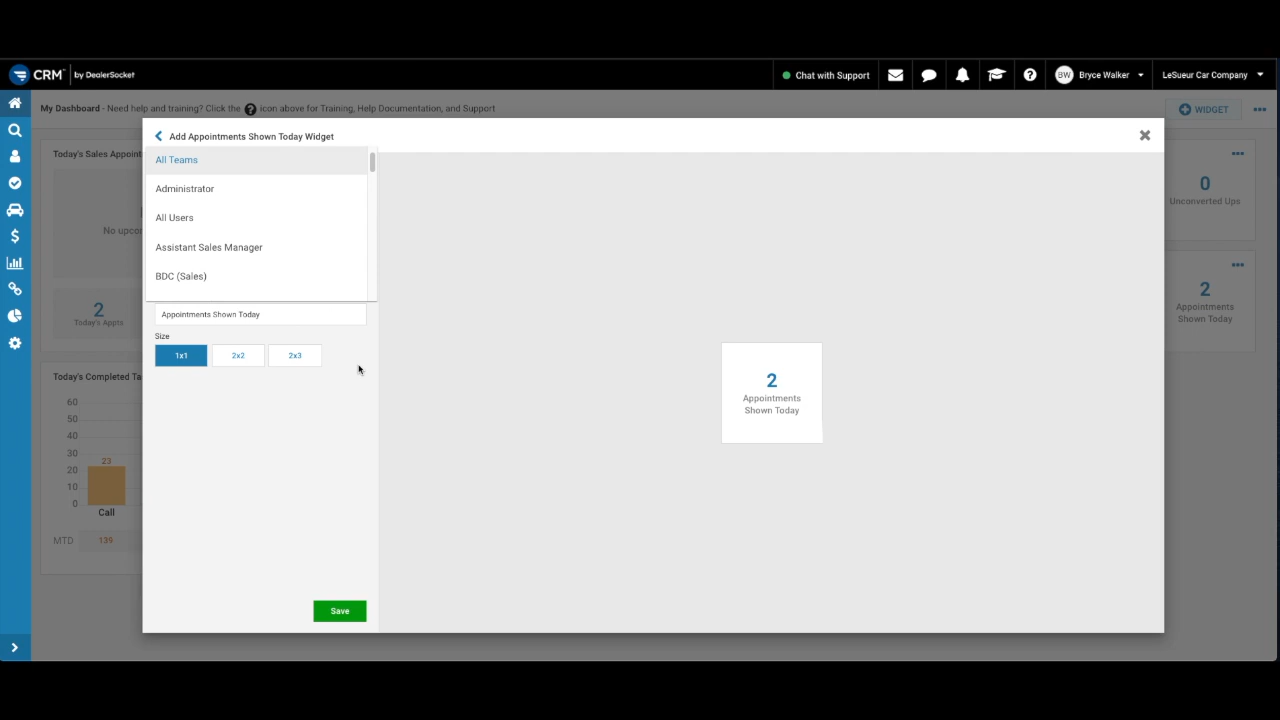 CRM™ by DealerSocket
Chat with Support
BW Bryce Walker
LeSueur Car Company
My Dashboard - Need help and training? Click the ? icon above for Training, Help Documentation, and Support
WIDGET
Add Appointments Shown Today Widget
All Teams
Administrator
All Users
Assistant Sales Manager
BDC (Sales)
Appointments Shown Today
Size
1x1 2x2 2x3
Save
2
Appointments
Shown Today
Today's Sales Appoin
No upcor
2
Today's Appts
Today's Completed Ta
60
50
40
30
20
10
0
23
Call
MTD 139
0
Unconverted Ups
2
Appointments
Shown Today